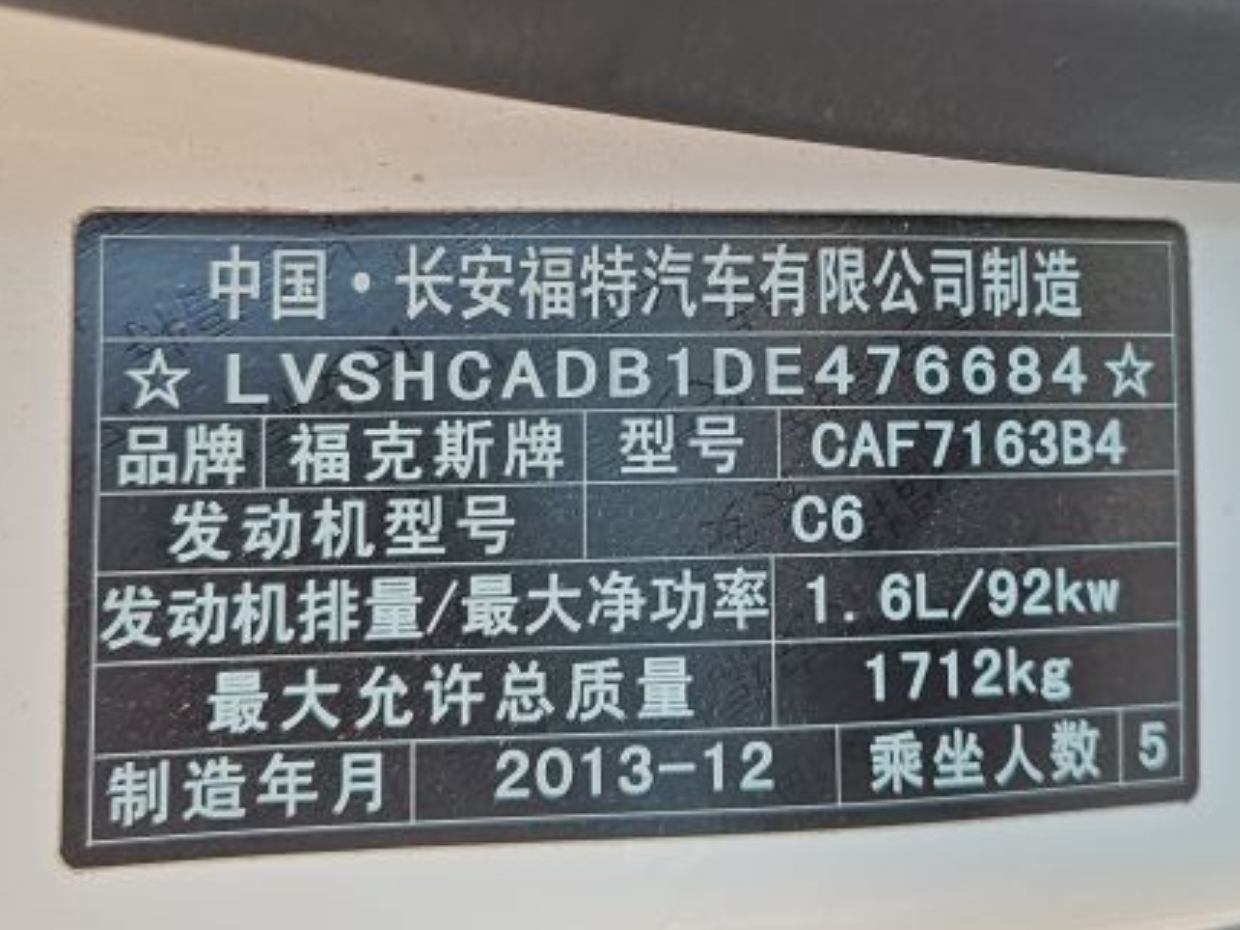 中国·长安福特汽车有限公司制造
☆LVSHCADB1DE476684☆
品牌 福克斯牌 型号 CAF7163B4
发动机型号 C6
发动机排量/最大净功率 1.6L/92kw
最大允许总质量 1712kg
制造年月 2013-12 乘坐人数 5